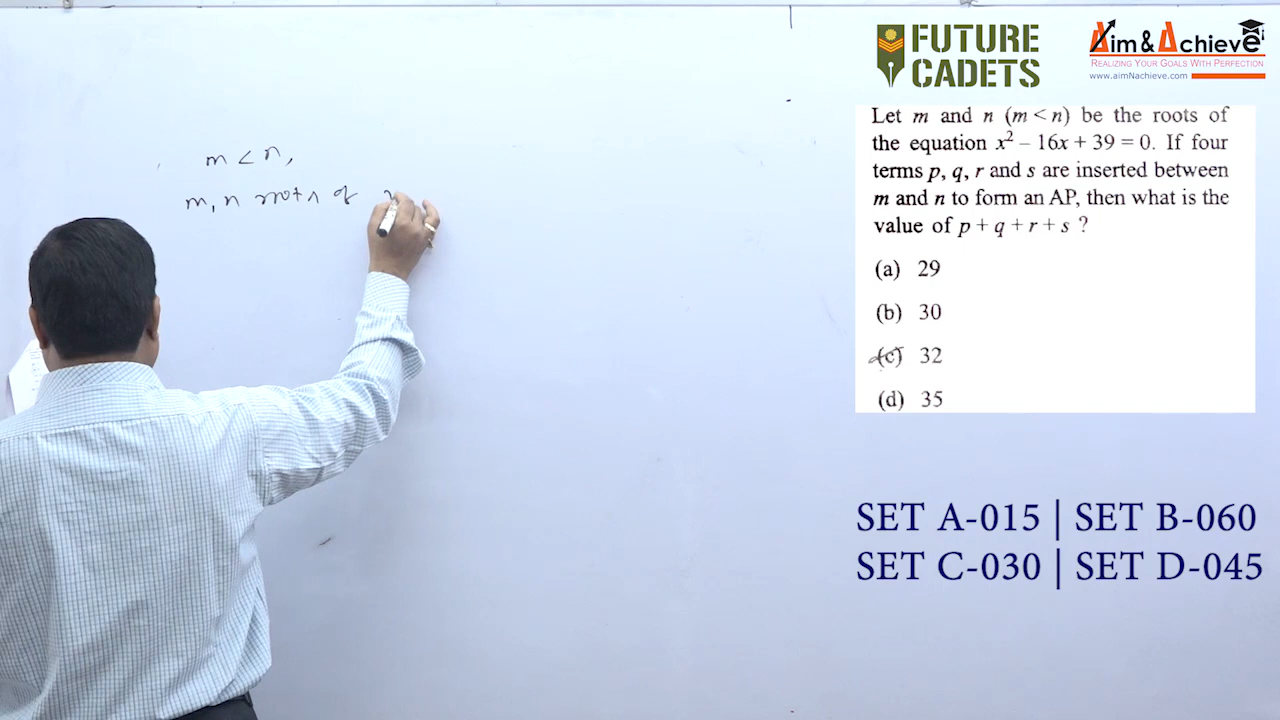 FUTURE
CADETS
Aim & Achieve
REALIZING YOUR GOALS WITH PERFECTION
www.aimNachieve.com
m < n,
m, n roots of
Let m and n (m < n) be the roots of
the equation x² – 16x + 39 = 0. If four
terms p, q, r and s are inserted between
m and n to form an AP, then what is the
value of p + q + r + s ?
(a) 29
(b) 30
(c) 32
(d) 35
SET A-015 | SET B-060
SET C-030 | SET D-045